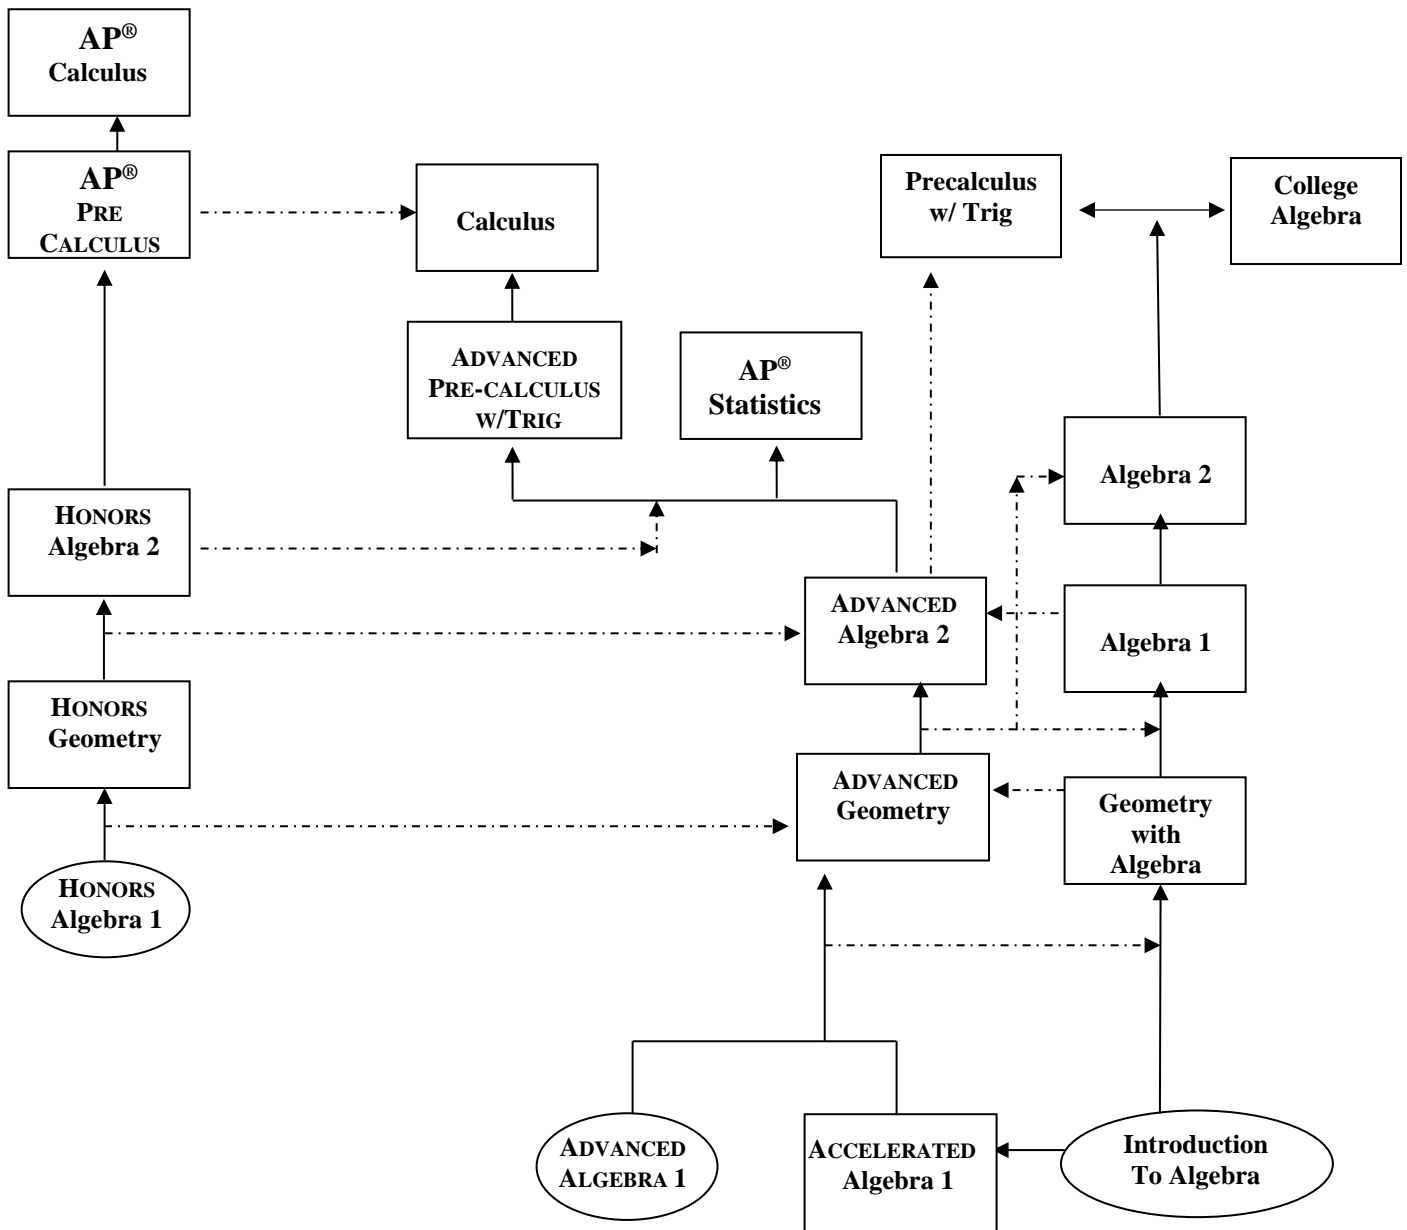 AP®
Calculus
AP®
PRE
CALCULUS
Calculus
Precalculus
w/ Trig
College
Algebra
ADVANCED
PRE-CALCULUS
W/TRIG
AP®
Statistics
Algebra 2
HONORS
Algebra 2
ADVANCED
Algebra 2
Algebra 1
HONORS
Geometry
ADVANCED
Geometry
Geometry
with
Algebra
HONORS
Algebra 1
ADVANCED
ALGEBRA 1
ACCELERATED
Algebra 1
Introduction
To Algebra